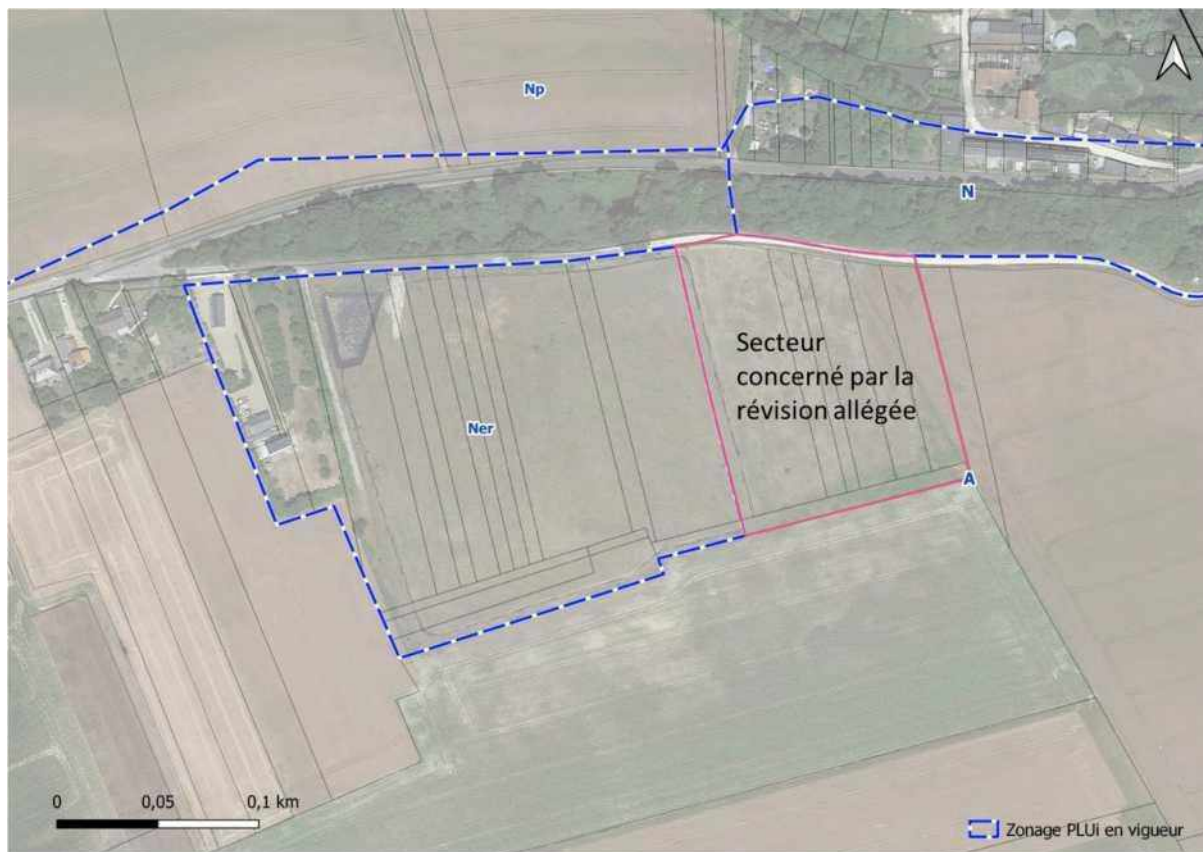 Np
N
Secteur
concerné par la
révision allégée
Ner
A
0 0,05 0,1 km
Zonage PLUi en vigueur